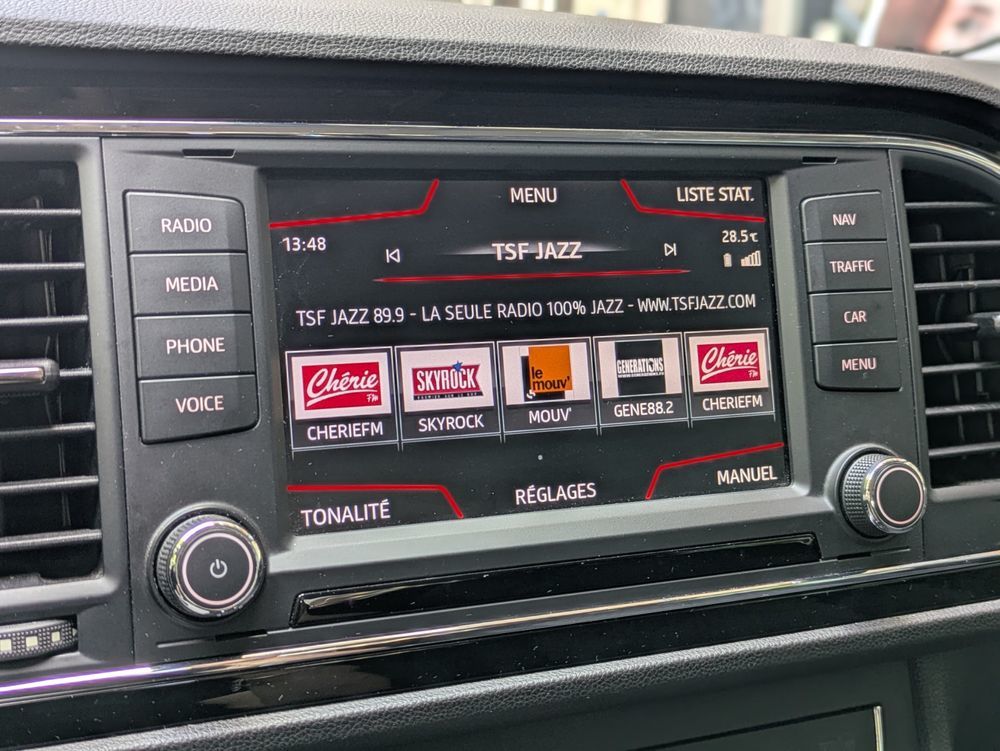 RADIO
MEDIA
PHONE
VOICE
MENU
LISTE STAT.
13:48
TSF JAZZ
28.5℃
TSF JAZZ 89.9 - LA SEULE RADIO 100% JAZZ - WWW.TSFJAZZ.COM
Chérie FM
SKYROCK
le mouv'
GENERATIONS
Chérie FM
CHERIEFM
SKYROCK
MOUV'
GENE88.2
CHERIEFM
TONALITÉ
RÉGLAGES
MANUEL
NAV
TRAFFIC
CAR
MENU